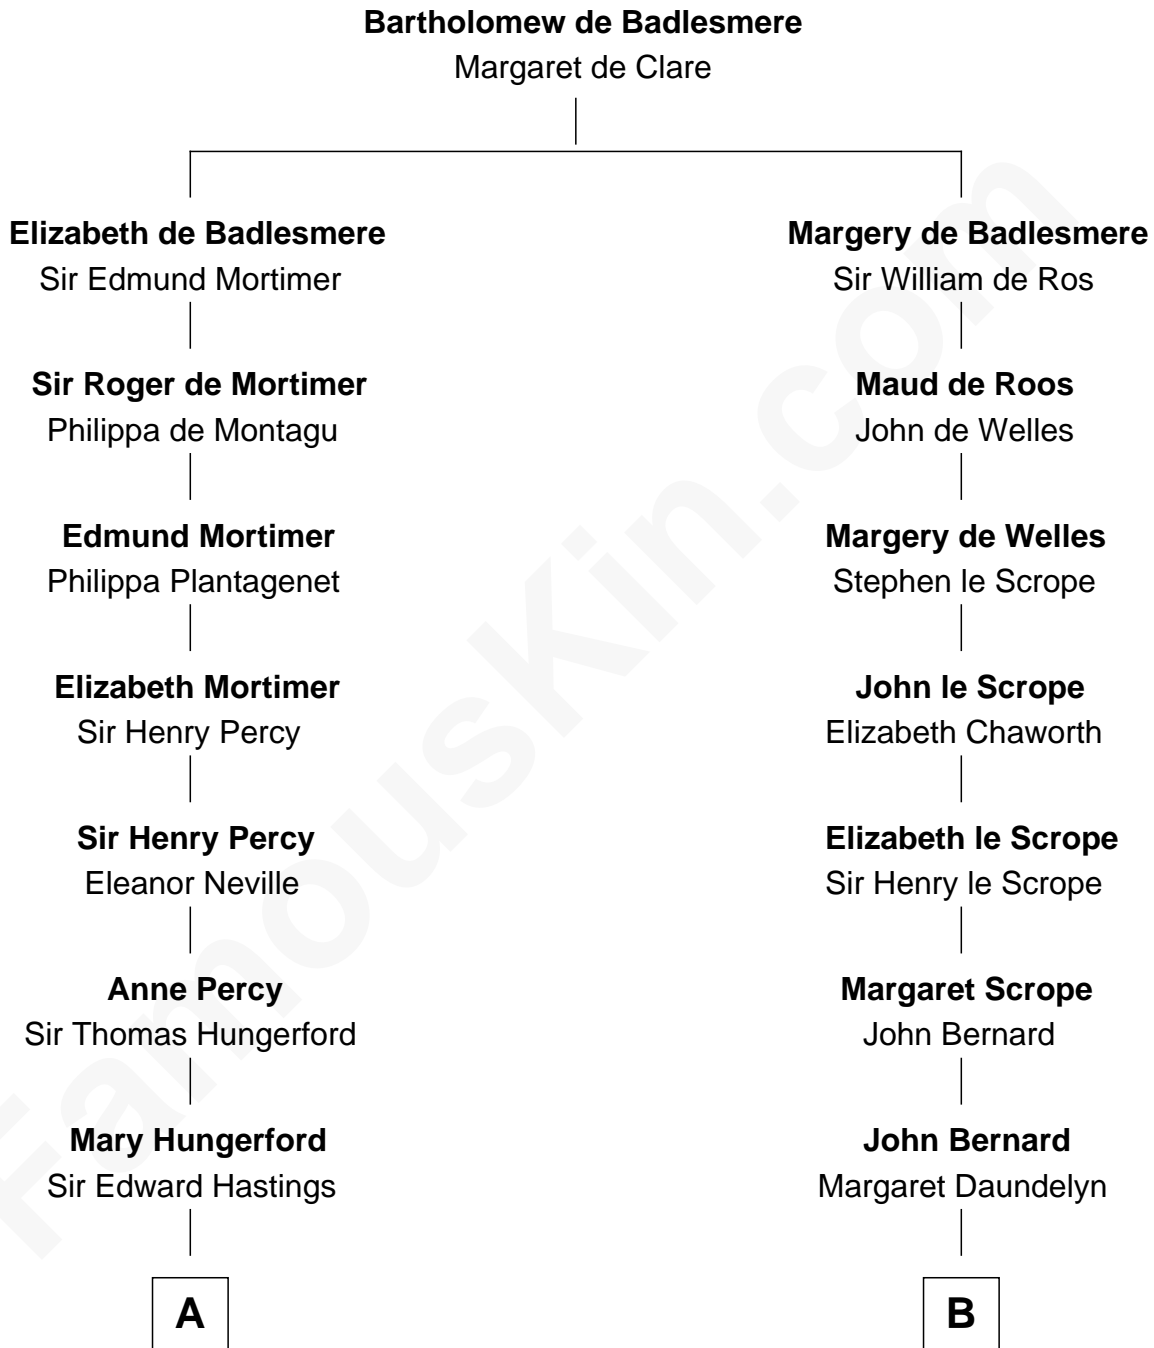 Bartholomew de Badlesmere
Margaret de Clare
Elizabeth de Badlesmere
Sir Edmund Mortimer
Margery de Badlesmere
Sir William de Ros
Sir Roger de Mortimer
Philippa de Montagu
Maud de Roos
John de Welles
Edmund Mortimer
Philippa Plantagenet
Margery de Welles
Stephen le Scrope
Elizabeth Mortimer
Sir Henry Percy
John le Scrope
Elizabeth Chaworth
Sir Henry Percy
Eleanor Neville
Elizabeth le Scrope
Sir Henry le Scrope
Anne Percy
Sir Thomas Hungerford
Margaret Scrope
John Bernard
Mary Hungerford
Sir Edward Hastings
John Bernard
Margaret Daundelyn
A
B
FamousKin.com